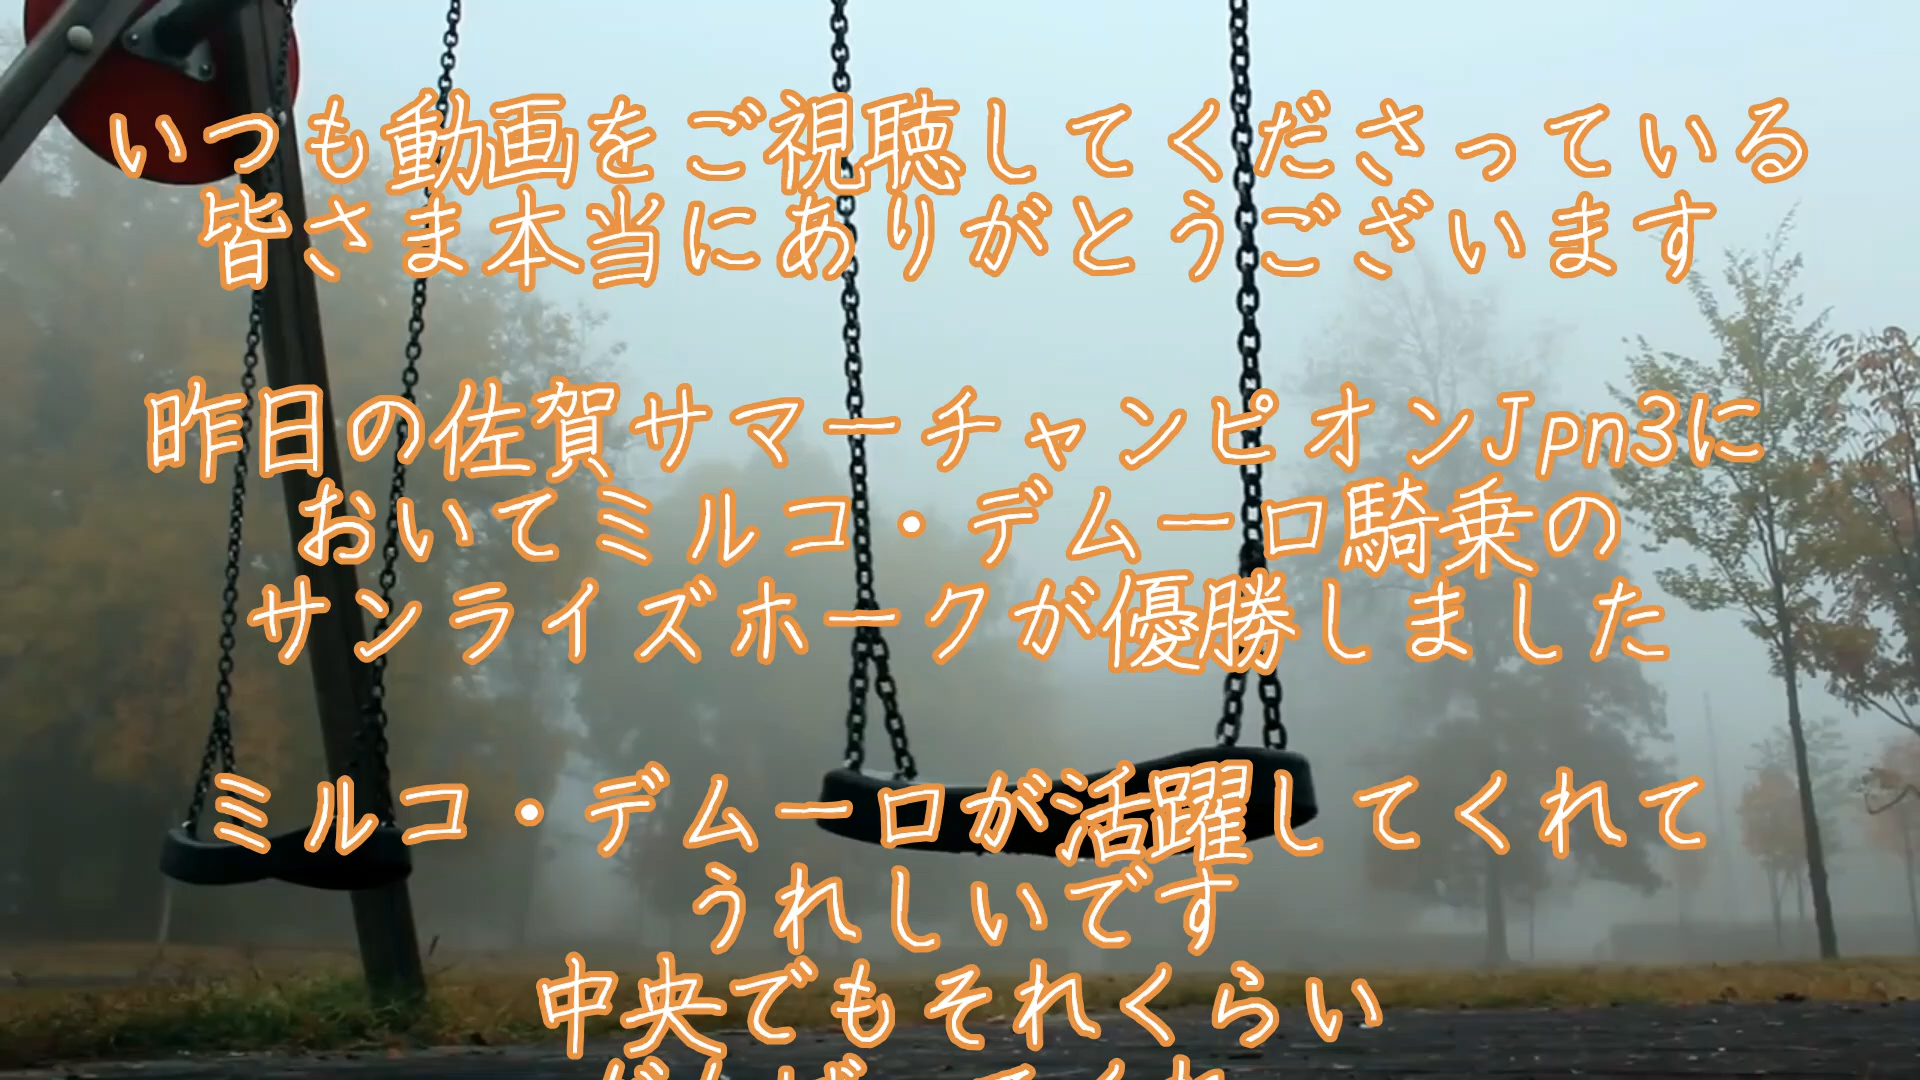 いつも動画をご視聴してくださっている
皆さま本当にありがとうございます
昨日の佐賀サマーチャンピオンJpn3に
おいてミルコ・デムーロ騎乗の
サンライズホークが優勝しました
ミルコ・デムーロが活躍してくれて
うれしいです
中央でもそれくらい